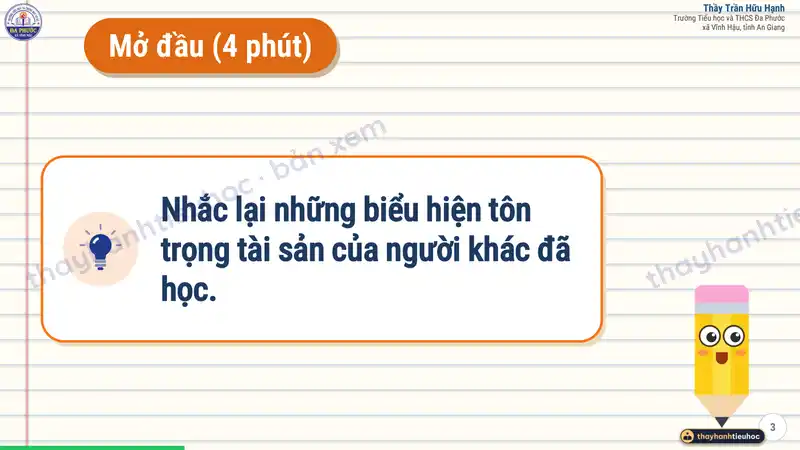 Thầy Trần Hữu Hạnh
Trường Tiểu học và THCS Đa Phước
xã Vĩnh Hậu, tỉnh An Giang
ĐA PHƯỚC
Mở đầu (4 phút)
thayhanhtieuhoc · bản xem
Nhắc lại những biểu hiện tôn
trọng tài sản của người khác đã
học.
thayhanhtie
thayhanhtieuhoc
3